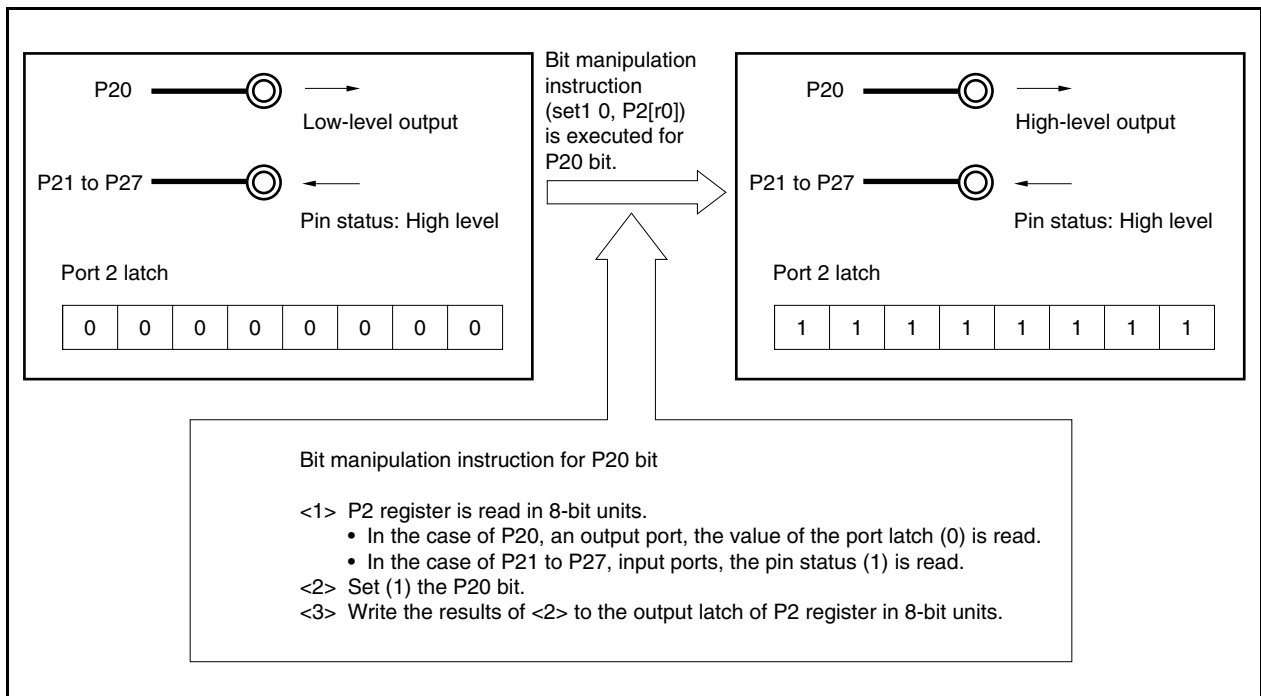 P20
Low-level output
P21 to P27
Pin status: High level
Port 2 latch
0 0 0 0 0 0 0 0
Bit manipulation
instruction
(set1 0, P2[r0])
is executed for
P20 bit.
P20
High-level output
P21 to P27
Pin status: High level
Port 2 latch
1 1 1 1 1 1 1 1
Bit manipulation instruction for P20 bit
<1> P2 register is read in 8-bit units.
• In the case of P20, an output port, the value of the port latch (0) is read.
• In the case of P21 to P27, input ports, the pin status (1) is read.
<2> Set (1) the P20 bit.
<3> Write the results of <2> to the output latch of P2 register in 8-bit units.